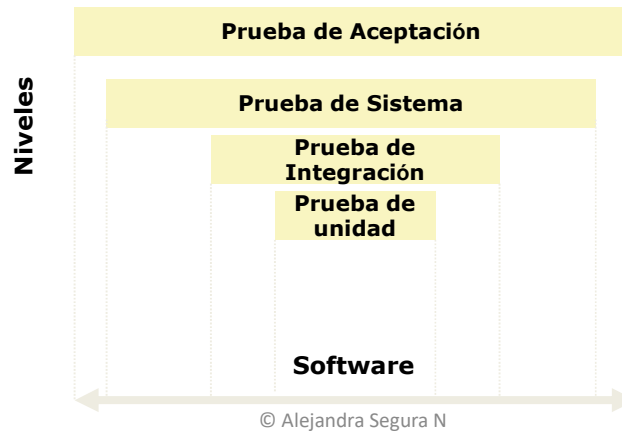 Prueba de Aceptación
Niveles
Prueba de Sistema
Prueba de
Integración
Prueba de
unidad
Software
© Alejandra Segura N